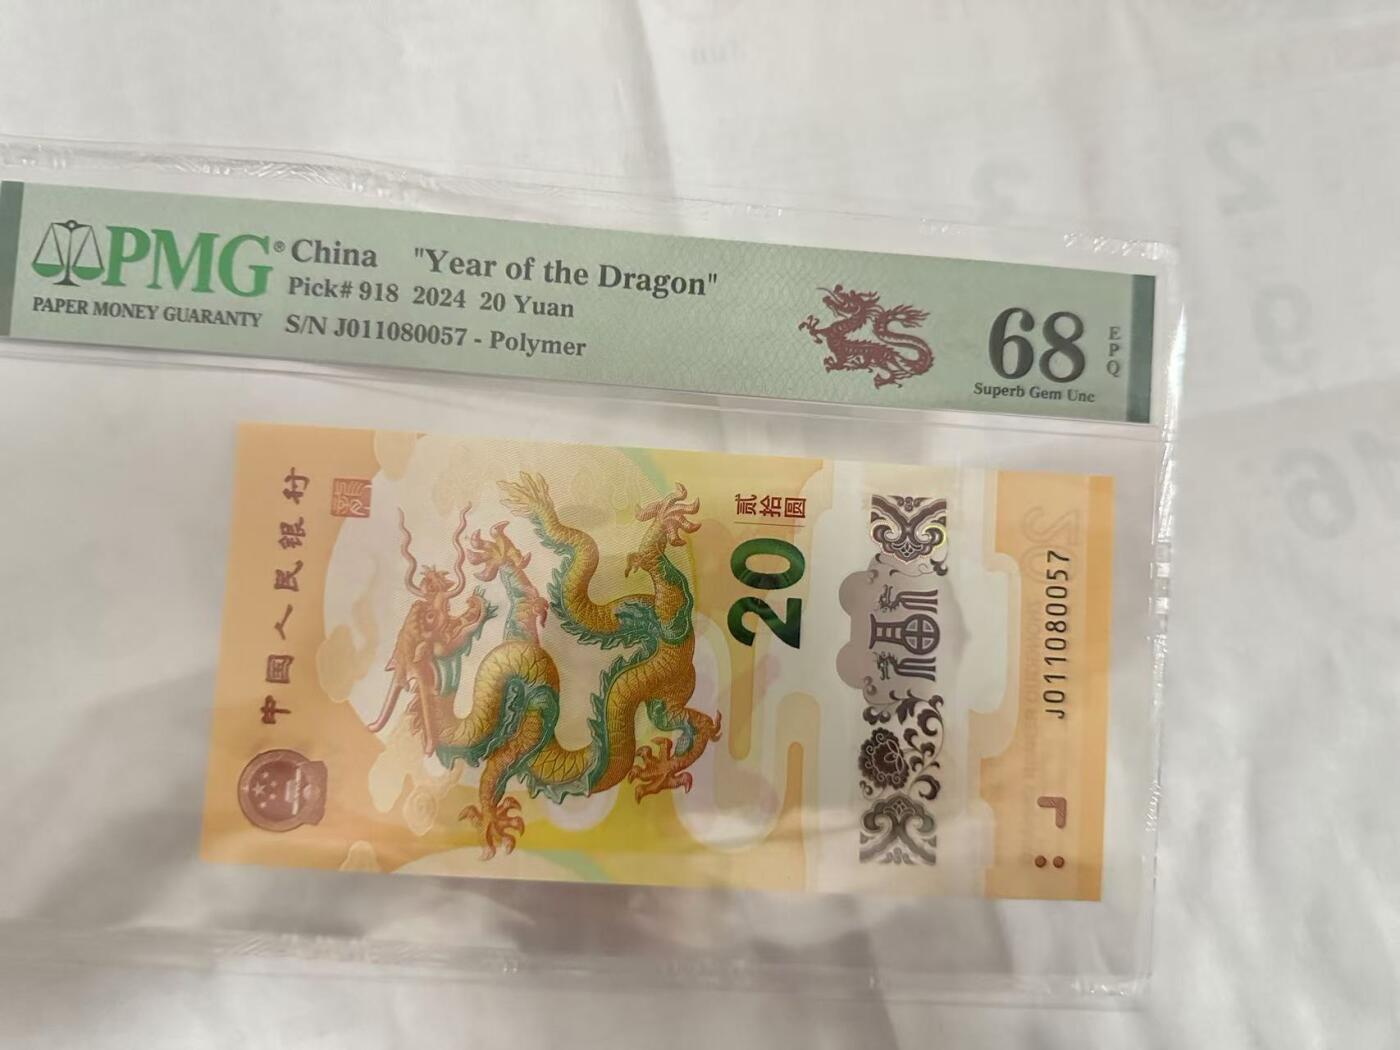 PMG® China "Year of the Dragon"
PAPER MONEY GUARANTY
Pick# 918 2024 20 Yuan
S/N J011080057 - Polymer
68 EPQ
Superb Gem Unc
中国人民银行
贰拾圆
20
J011080057